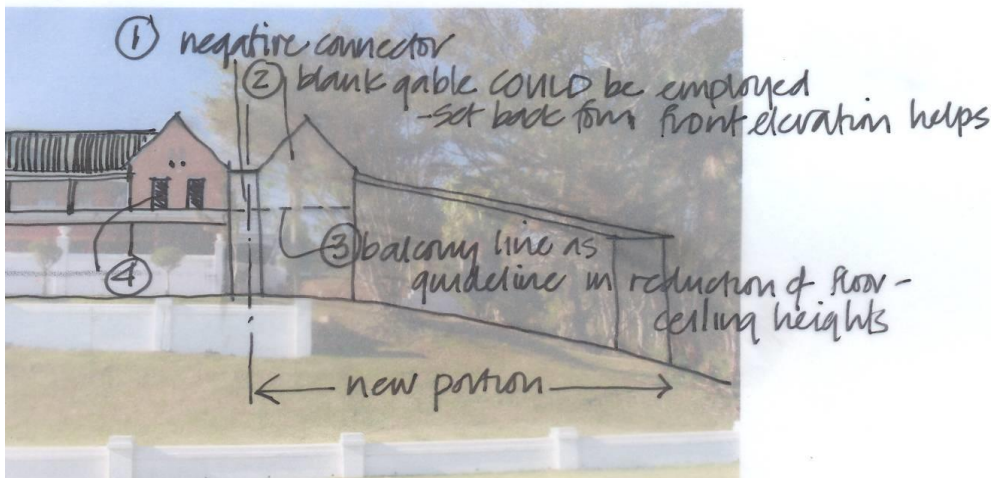 ① negative connector
② blank gable COULD be employed
-set back from front elevation helps
③ balcony line as
guideline in reduction of floor-
ceiling heights
④
new portion